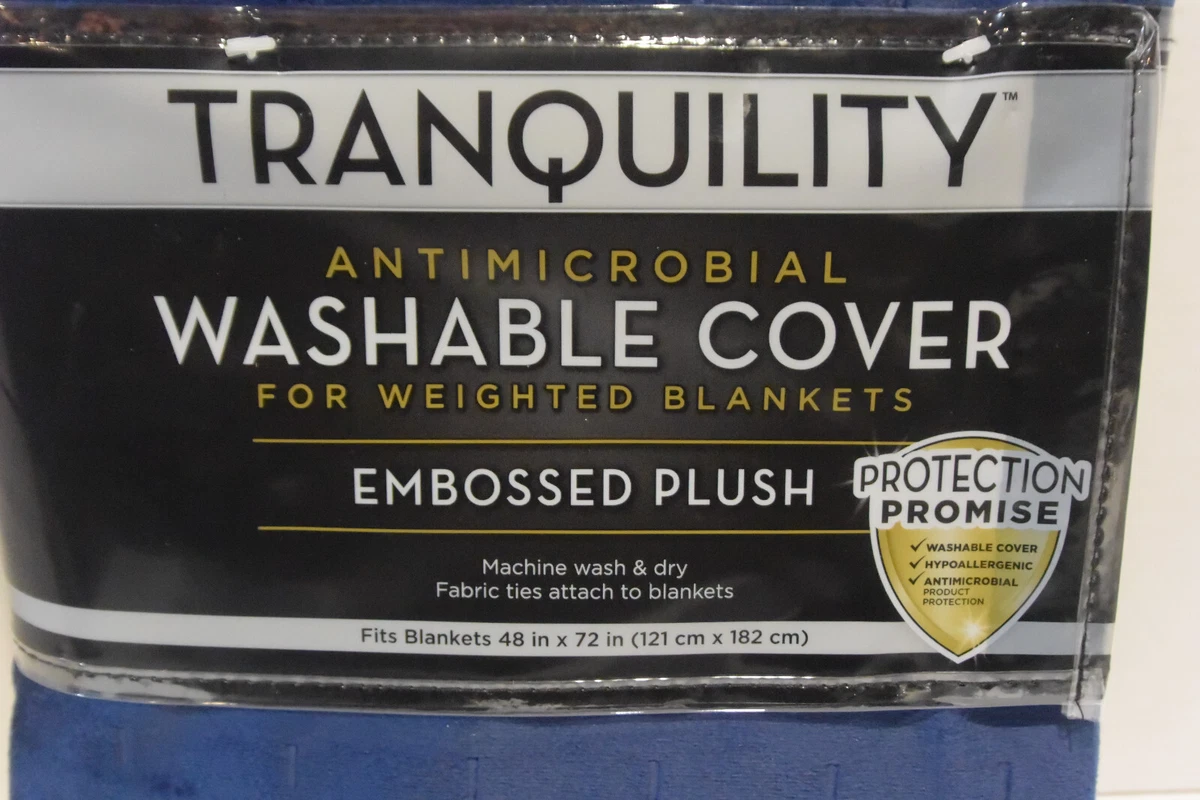 TRANQUILITY™
ANTIMICROBIAL
WASHABLE COVER
FOR WEIGHTED BLANKETS
EMBOSSED PLUSH
Machine wash & dry
Fabric ties attach to blankets
Fits Blankets 48 in x 72 in (121 cm x 182 cm)
PROTECTION
PROMISE
✓ WASHABLE COVER
✓ HYPOALLERGENIC
✓ ANTIMICROBIAL
PRODUCT
PROTECTION